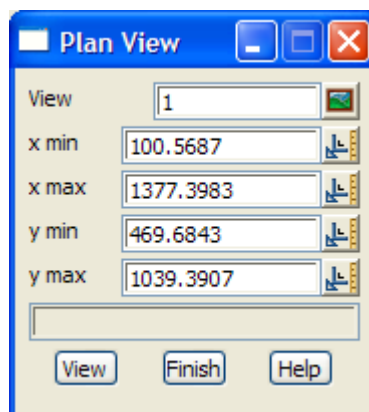 Plan View
View 1
x min 100.5687
x max 1377.3983
y min 469.6843
y max 1039.3907
View Finish Help